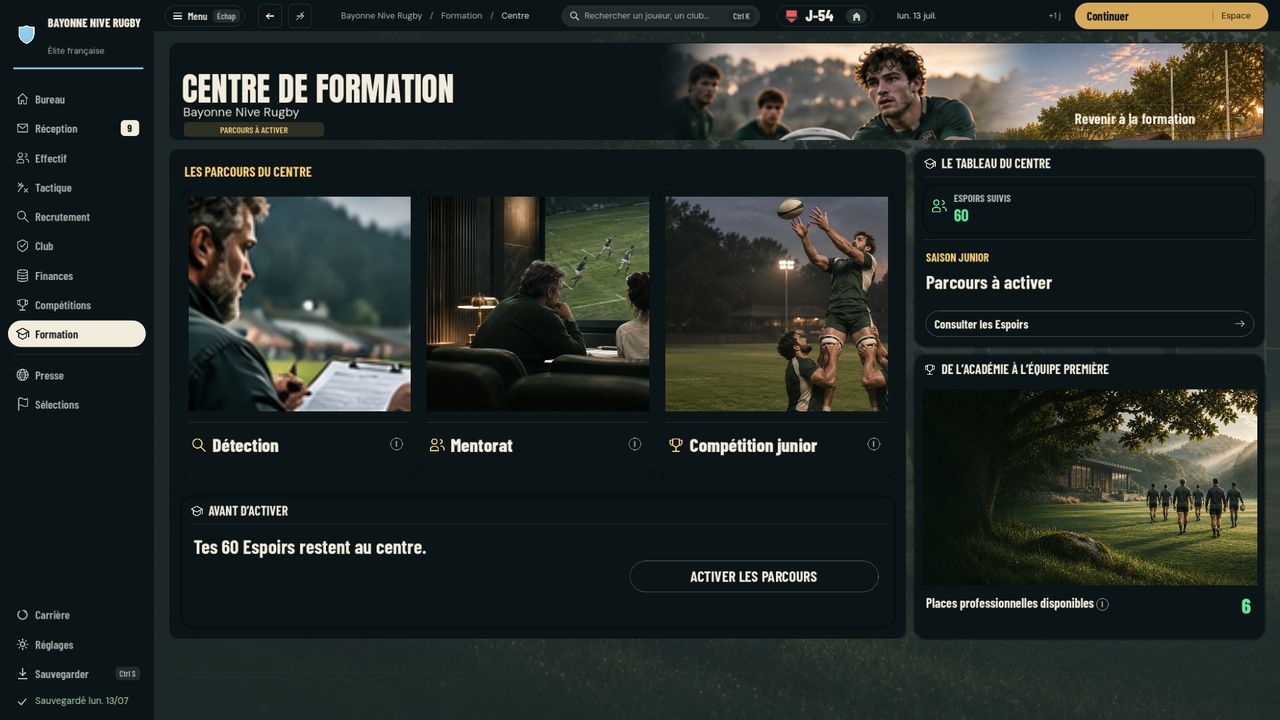 BAYONNE NIVE RUGBY
Élite française
Menu
Échap
Bayonne Nive Rugby / Formation / Centre
Rechercher un joueur, un club...
Ctrl K
J-54
lun. 13 juil.
+1 j
Continuer
Espace
Bureau
Réception
9
Effectif
Tactique
Recrutement
Club
Finances
Compétitions
Formation
Presse
Sélections
Carrière
Réglages
Sauvegarder
Ctrl S
Sauvegardé lun. 13/07
CENTRE DE FORMATION
Bayonne Nive Rugby
PARCOURS À ACTIVER
Revenir à la formation
LES PARCOURS DU CENTRE
Détection
Mentorat
Compétition junior
AVANT D'ACTIVER
Tes 60 Espoirs restent au centre.
ACTIVER LES PARCOURS
LE TABLEAU DU CENTRE
ESPOIRS SUIVIS
60
SAISON JUNIOR
Parcours à activer
Consulter les Espoirs
DE L'ACADÉMIE À L'ÉQUIPE PREMIÈRE
Places professionnelles disponibles
6